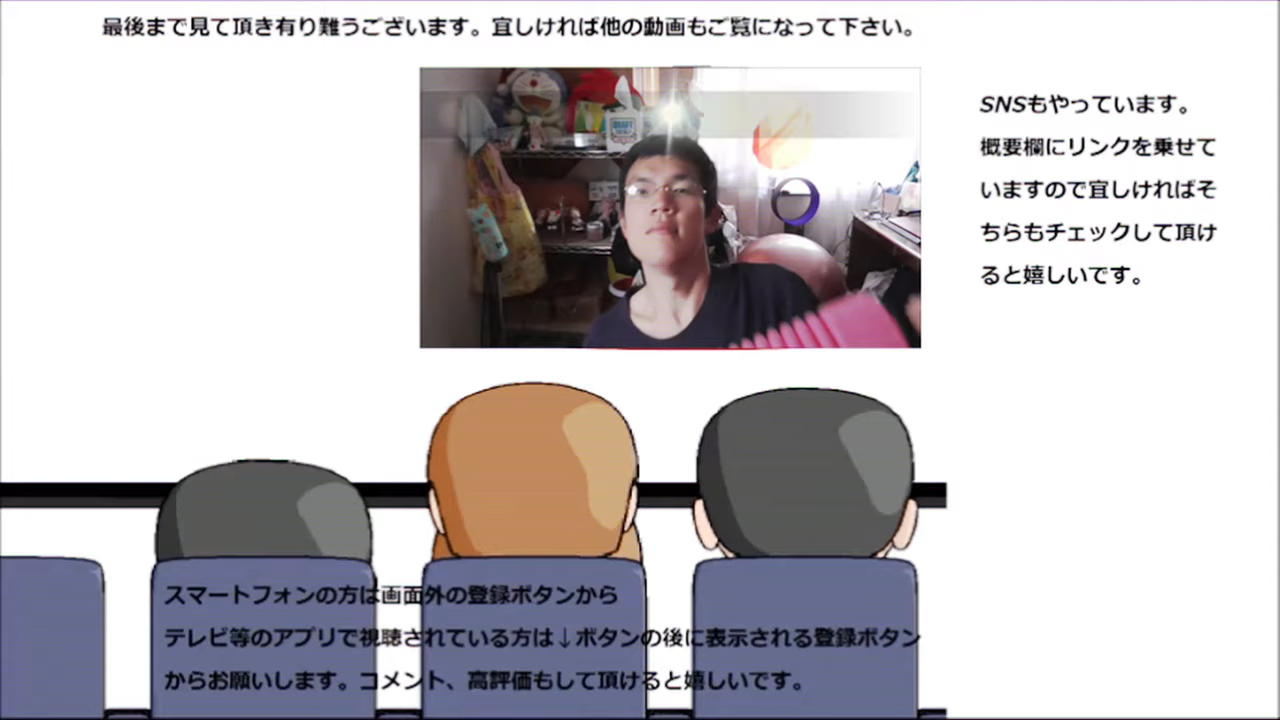 最後まで見て頂き有り難うございます。宜しければ他の動画もご覧になって下さい。
SNSもやっています。
概要欄にリンクを乗せて
いますので宜しければそ
ちらもチェックして頂け
ると嬉しいです。
スマートフォンの方は画面外の登録ボタンから
テレビ等のアプリで視聴されている方は↓ボタンの後に表示される登録ボタン
からお願いします。コメント、高評価もして頂けると嬉しいです。